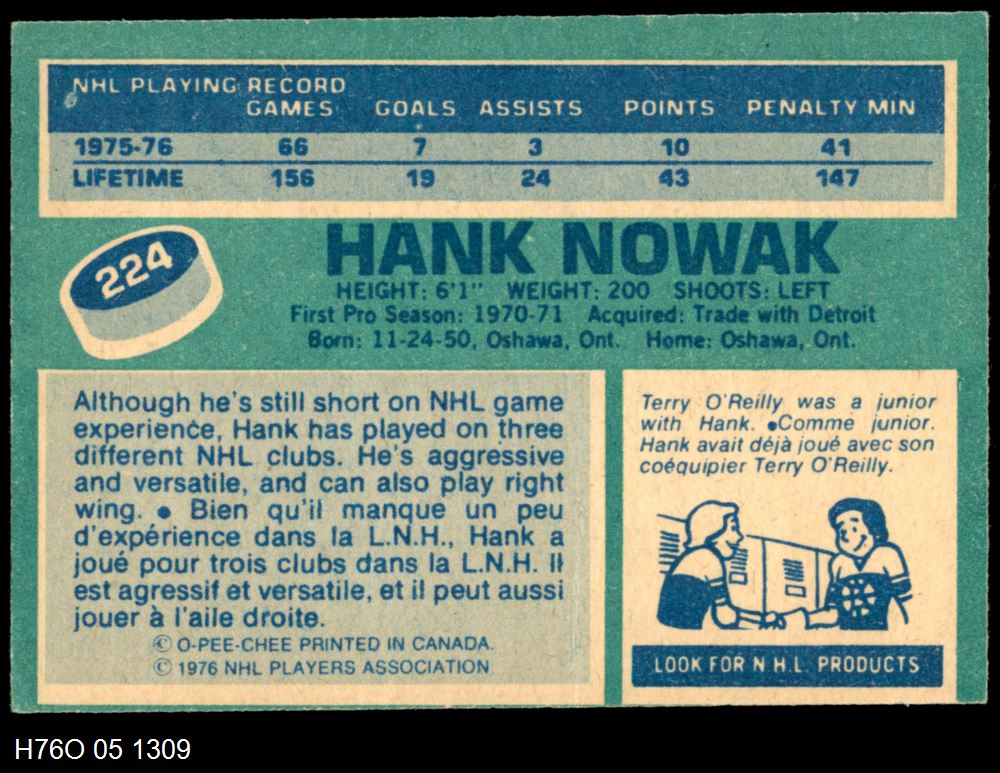 NHL PLAYING RECORD
GAMES GOALS ASSISTS POINTS PENALTY MIN
1975-76 66 7 3 10 41
LIFETIME 156 19 24 43 147
224
HANK NOWAK
HEIGHT: 6'1" WEIGHT: 200 SHOOTS: LEFT
First Pro Season: 1970-71 Acquired: Trade with Detroit
Born: 11-24-50, Oshawa, Ont. Home: Oshawa, Ont.
Although he's still short on NHL game
experience, Hank has played on three
different NHL clubs. He's aggressive
and versatile, and can also play right
wing. ● Bien qu'il manque un peu
d'expérience dans la L.N.H., Hank a
joué pour trois clubs dans la L.N.H. Il
est agressif et versatile, et il peut aussi
jouer à l'aile droite.
© O-PEE-CHEE PRINTED IN CANADA.
© 1976 NHL PLAYERS ASSOCIATION
Terry O'Reilly was a junior
with Hank. ●Comme junior.
Hank avait déjà joué avec son
coéquipier Terry O'Reilly.
LOOK FOR N.H.L. PRODUCTS
H76O 05 1309